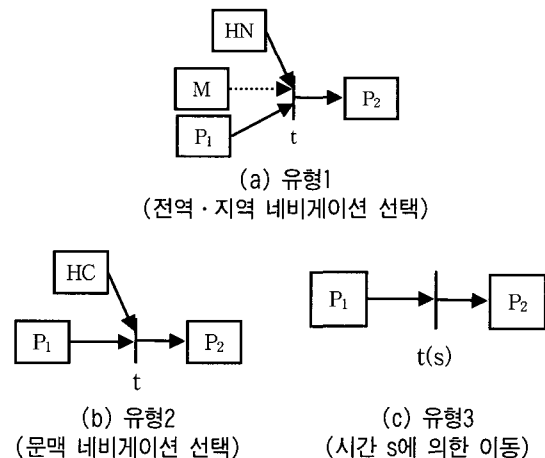 HN
M
P₁
P₂
t
(a) 유형1
(전역·지역 네비게이션 선택)
HC
P₁
P₂
t
(b) 유형2
(문맥 네비게이션 선택)
P₁
P₂
t(s)
(c) 유형3
(시간 s에 의한 이동)